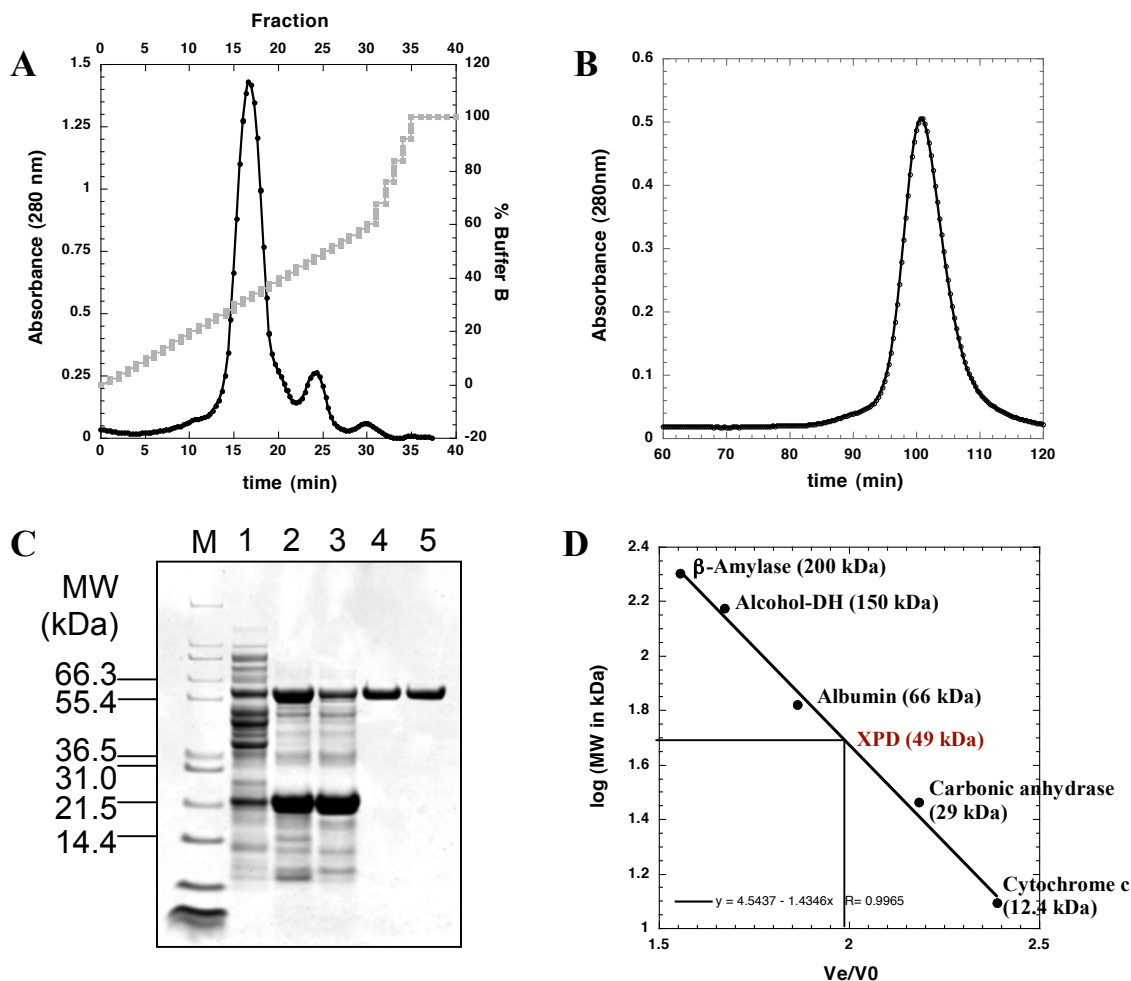 A
Fraction
0 5 10 15 20 25 30 35 40
1.5
1.25
1
0.75
0.5
0.25
0
Absorbance (280 nm)
120
100
80
60
40
20
0
-20
% Buffer B
0 5 10 15 20 25 30 35 40
time (min)
B
0.6
0.5
0.4
0.3
0.2
0.1
0
Absorbance (280nm)
60 70 80 90 100 110 120
time (min)
C
M 1 2 3 4 5
MW
(kDa)
66.3
55.4
36.5
31.0
21.5
14.4
D
2.4
2.2
2
1.8
1.6
1.4
1.2
1
log (MW in kDa)
β-Amylase (200 kDa)
Alcohol-DH (150 kDa)
Albumin (66 kDa)
XPD (49 kDa)
Carbonic anhydrase
(29 kDa)
Cytochrome c
(12.4 kDa)
y = 4.5437 - 1.4346x R= 0.9965
1.5 2 2.5
Ve/V0